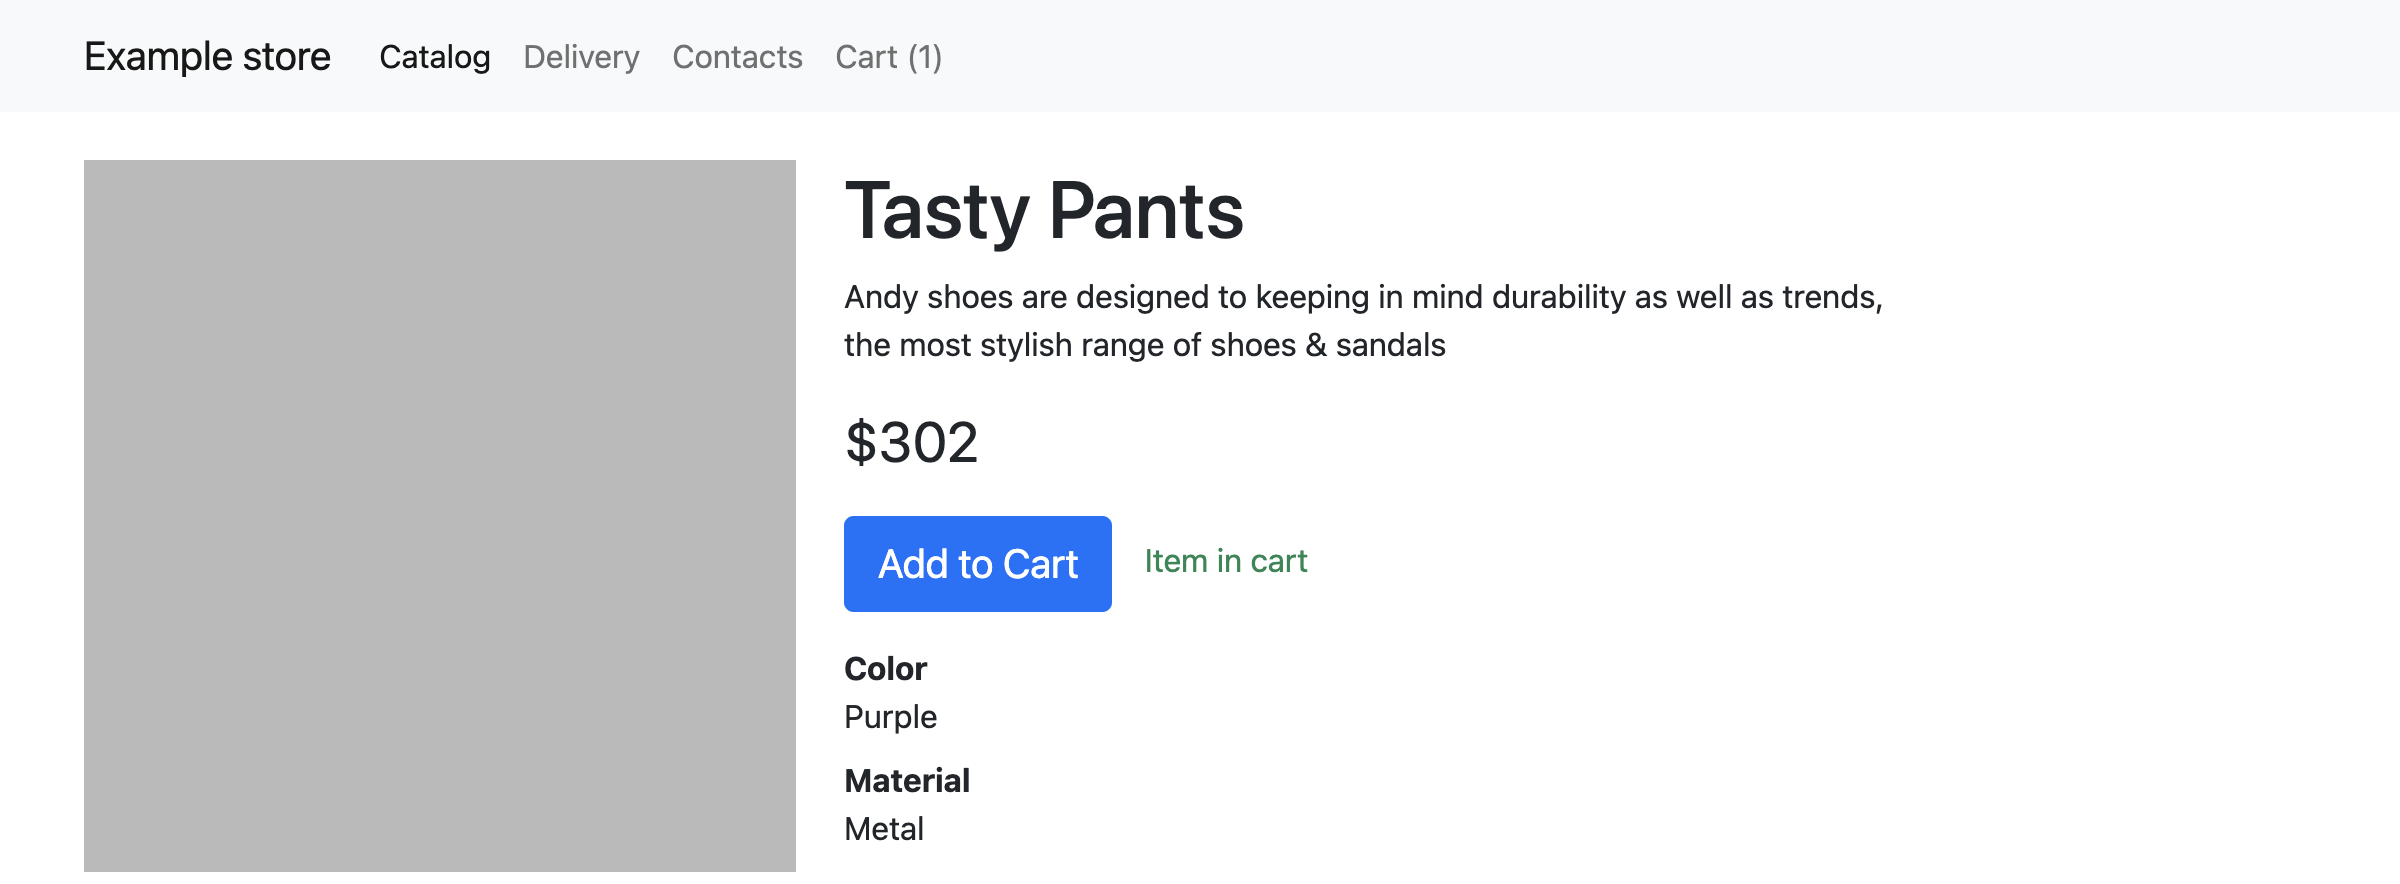 Example store Catalog Delivery Contacts Cart (1)
Tasty Pants
Andy shoes are designed to keeping in mind durability as well as trends,
the most stylish range of shoes & sandals
$302
Add to Cart Item in cart
Color
Purple
Material
Metal